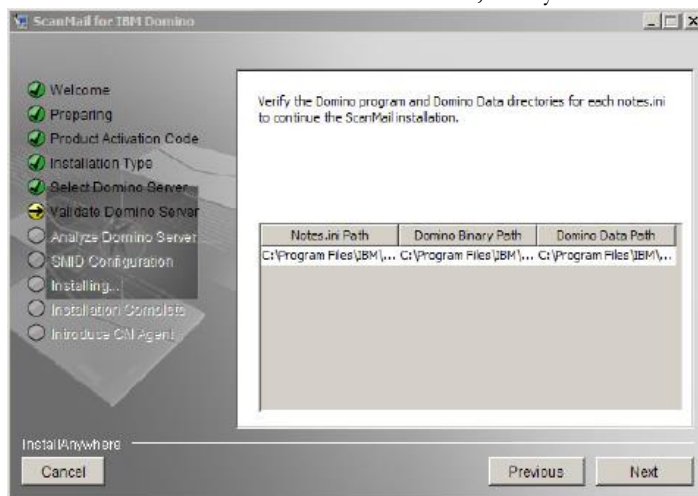 ScanMail for IBM Domino
Welcome
Preparing
Product Activation Code
Installation Type
Select Domino Server
Validate Domino Server
Analyze Domino Server
SMID Configuration
Installing...
Installation Complete
Introduce CM Agent
Verify the Domino program and Domino Data directories for each notes.ini
to continue the ScanMail installation.
Notes.ini Path Domino Binary Path Domino Data Path
C:\Program Files\IBM\... C:\Program Files\IBM\... C:\Program Files\IBM\...
InstallAnywhere
Cancel Previous Next